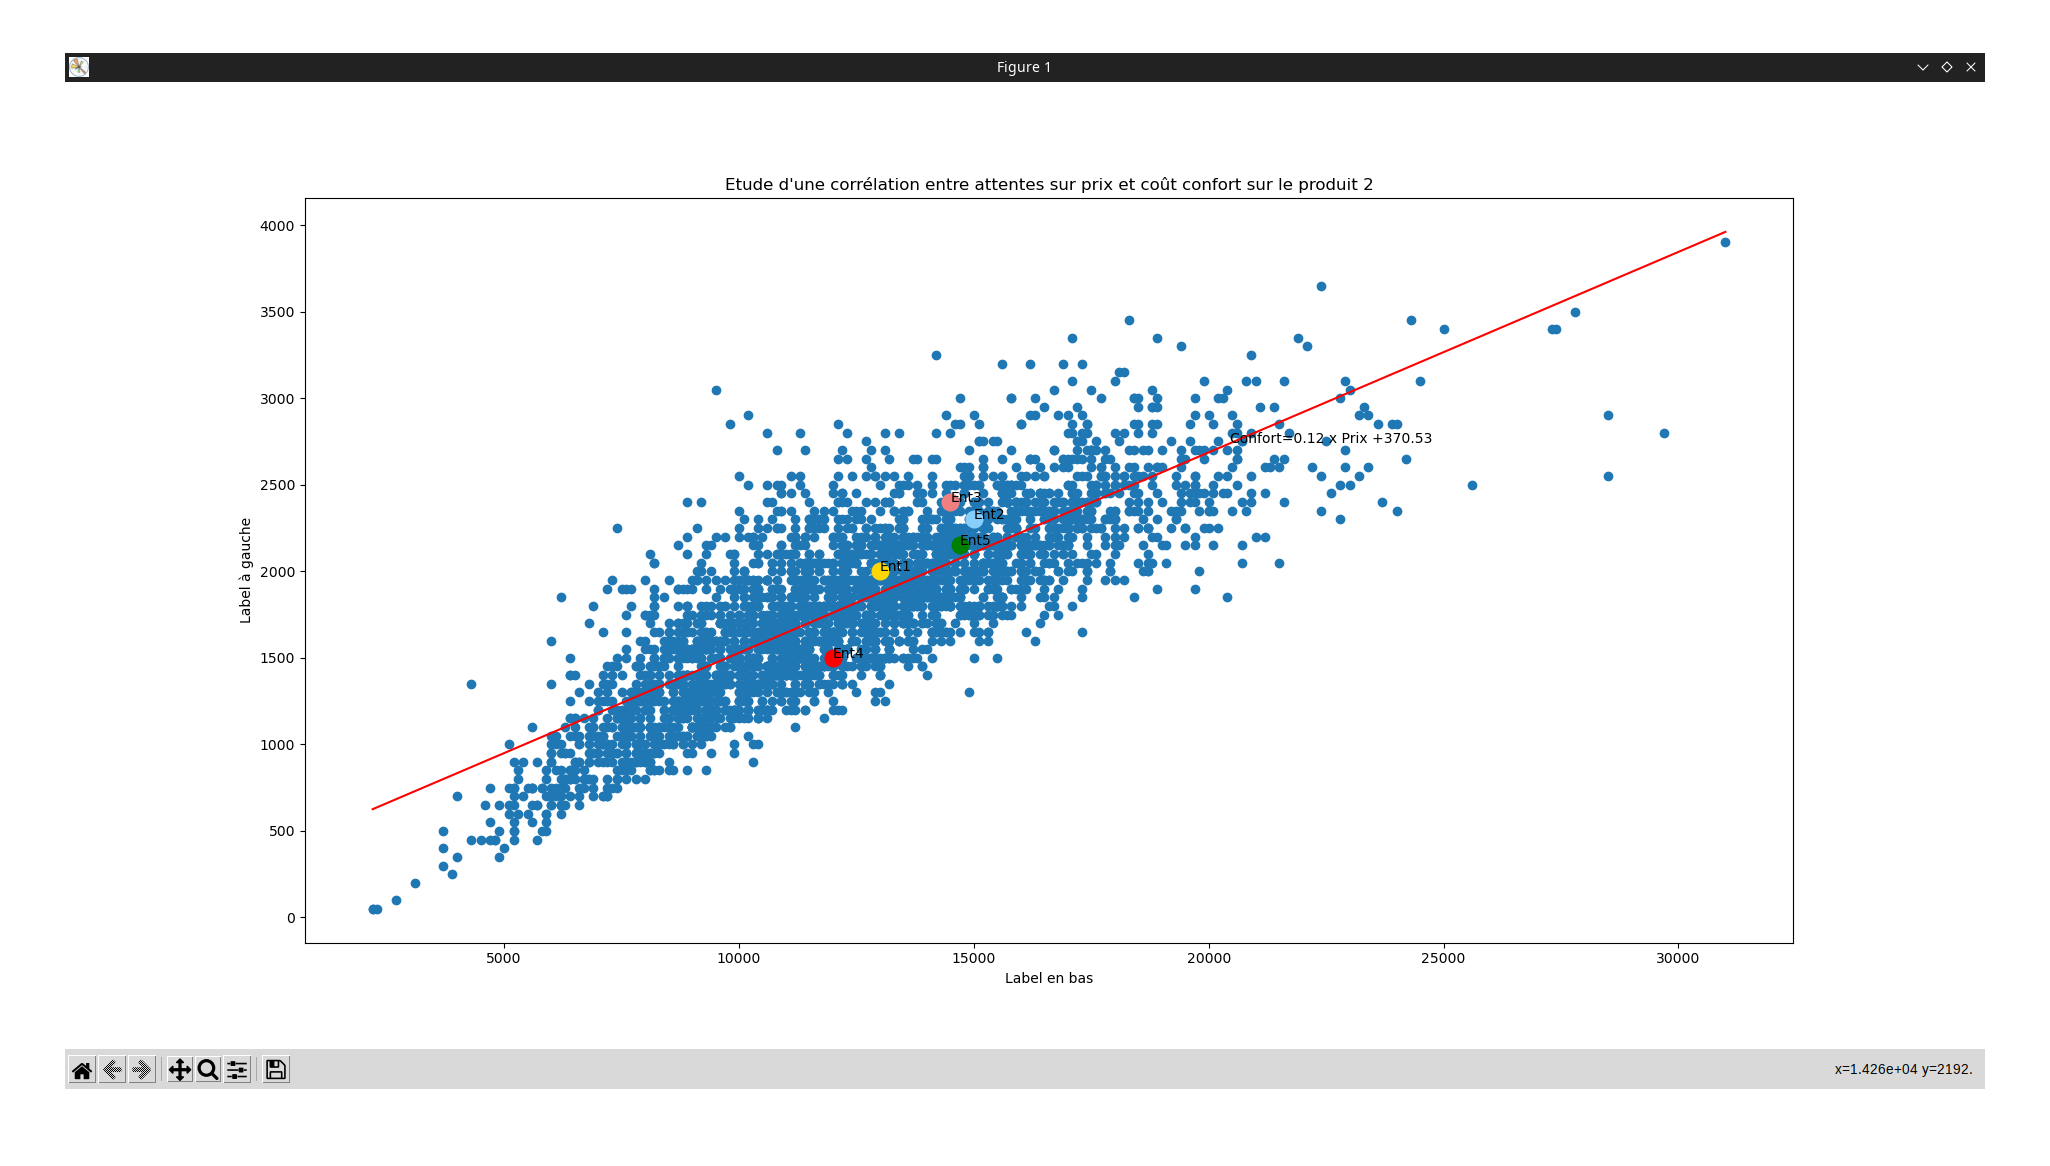 Figure 1
Etude d'une corrélation entre attentes sur prix et coût confort sur le produit 2
4000
3500
3000
2500
2000
1500
1000
500
0
Label à gauche
Confort=0.12 x Prix +370.53
Ent3
Ent2
Ent5
Ent1
Ent4
5000
10000
15000
20000
25000
30000
Label en bas
x=1.426e+04 y=2192.